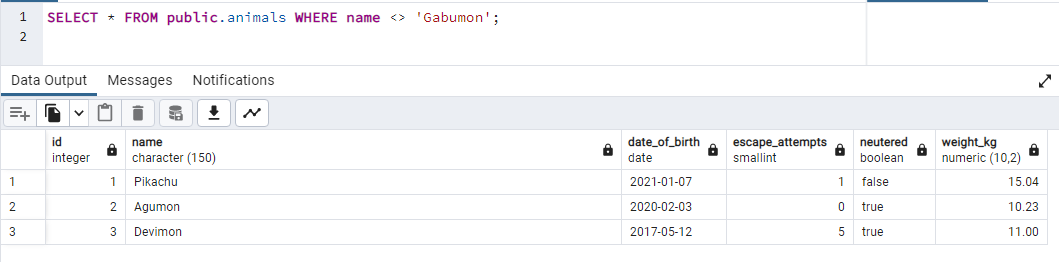 1 SELECT * FROM public.animals WHERE name <> 'Gabumon';
2
Data Output Messages Notifications
id name date_of_birth escape_attempts neutered weight_kg
integer character (150) date smallint boolean numeric (10,2)
1 1 Pikachu 2021-01-07 1 false 15.04
2 2 Agumon 2020-02-03 0 true 10.23
3 3 Devimon 2017-05-12 5 true 11.00